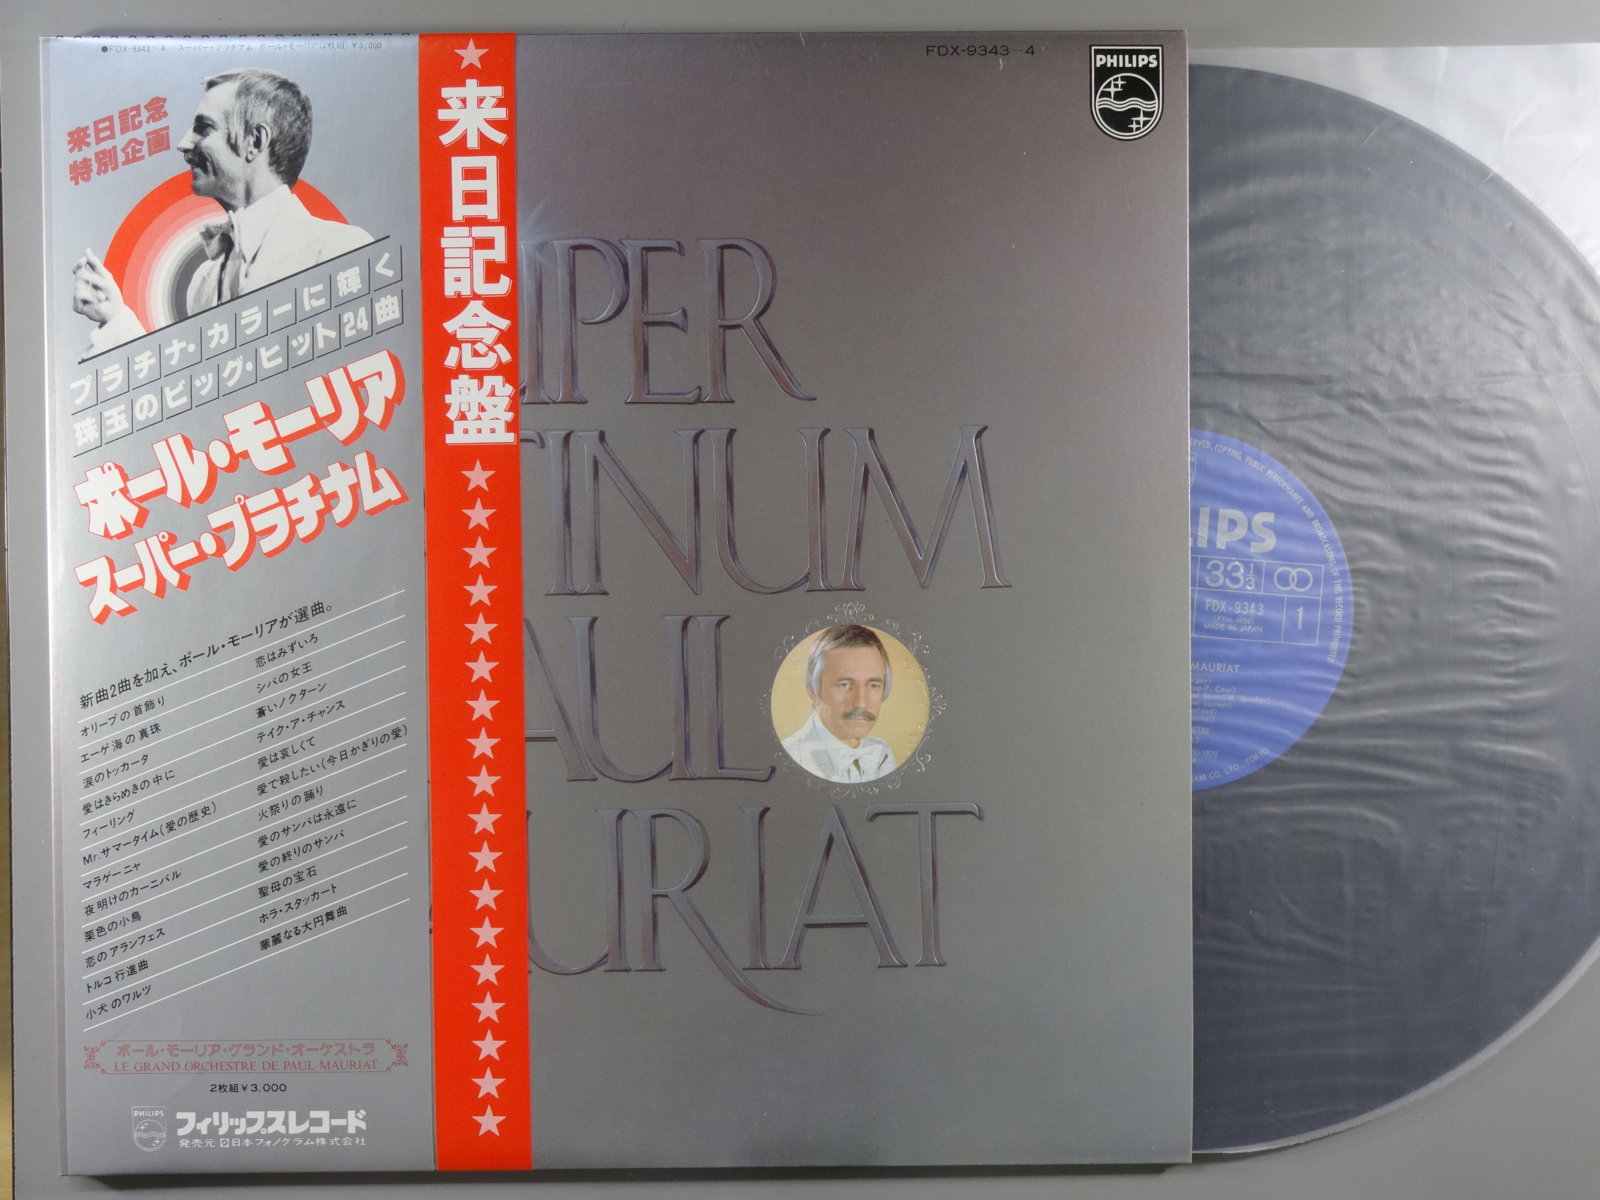 ●FDX-9343~4 スーパー・プラチナム ポール・モーリア(2枚組)¥3,000
来日記念
特別企画
プラチナ・カラーに輝く
珠玉のビッグ・ヒット24曲
ポール・モーリア
スーパー・プラチナム
新曲2曲を加え、ポール・モーリアが選曲。
オリーブの首飾り
エーゲ海の真珠
涙のトッカータ
愛はきらめきの中に
フィーリング
Mr.サマータイム(愛の歴史)
マラゲーニャ
夜明けのカーニバル
栗色の小鳥
恋のアランフェス
トルコ行進曲
小犬のワルツ
恋はみずいろ
シバの女王
蒼いノクターン
テイク・ア・チャンス
愛は哀しくて
愛で殺したい(今日かぎりの愛)
火祭りの踊り
愛のサンバは永遠に
愛の終りのサンバ
聖母の宝石
ホラ・スタッカート
華麗なる大円舞曲
ポール・モーリア・グランド・オーケストラ
LE GRAND ORCHESTRE DE PAUL MAURIAT
2枚組¥3,000
PHILIPS
フィリップスレコード
発売元 日本フォノグラム株式会社
★来日記念盤★★★★★★★★★★★★★★★★★★
FDX-9343~4
PHILIPS
UPER
TINUM
AUL
AURIAT
LIPS
33⅓
FDX-9343
1
MADE IN JAPAN
MAURIAT